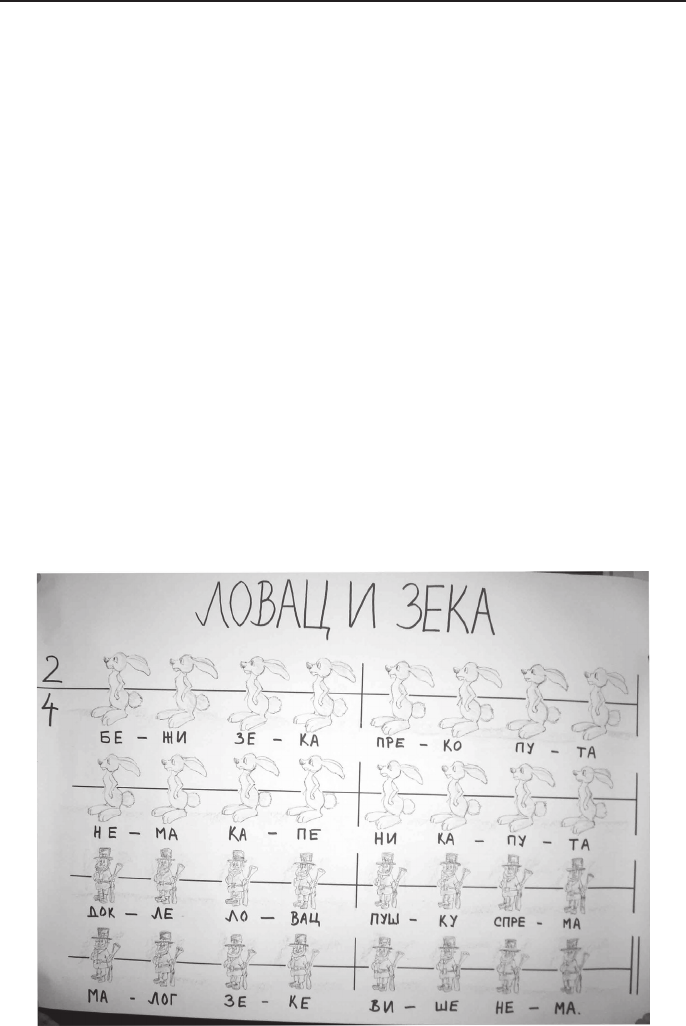 ЛОВАЦ И ЗЕКА
2
4
БЕ – ЖИ ЗЕ – КА ПРЕ – КО ПУ – ТА
НЕ – МА КА – ПЕ НИ КА – ПУ – ТА
ДОК – ЛЕ ЛО – ВАЦ ПУШ – КУ СПРЕ – МА
МА – ЛОГ ЗЕ – КЕ ВИ – ШЕ НЕ – МА.